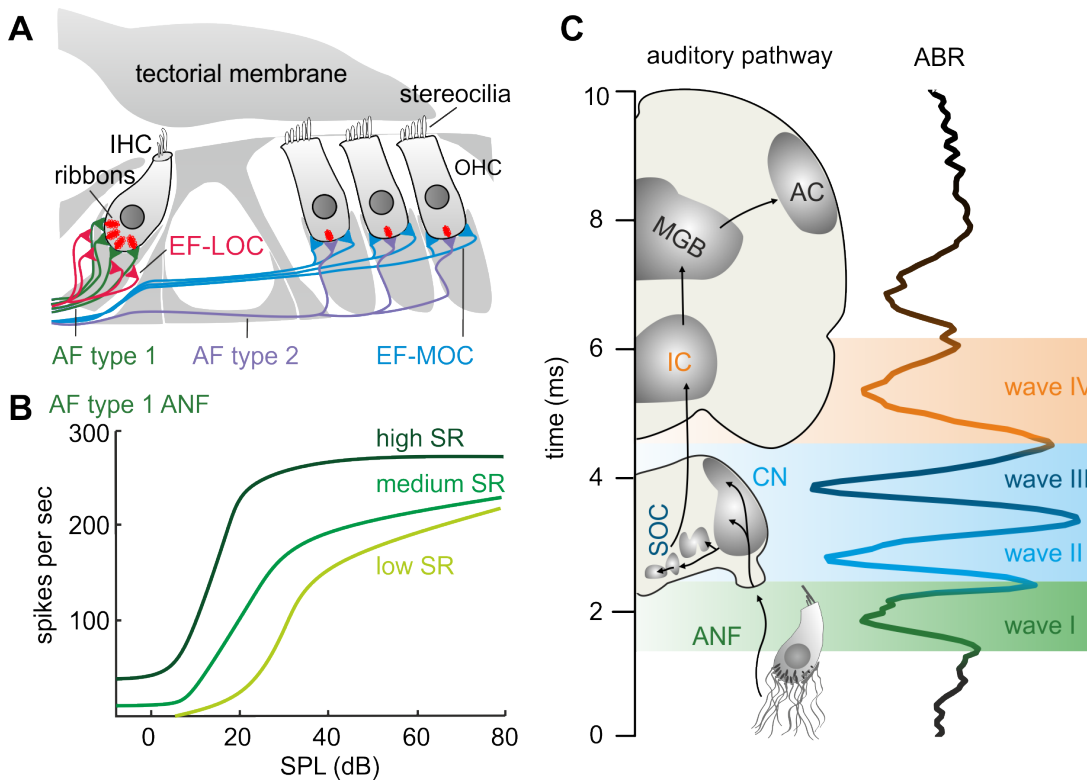 A
tectorial membrane
stereocilia
IHC
OHC
ribbons
EF-LOC
AF type 1
AF type 2
EF-MOC
B
AF type 1 ANF
300
200
100
spikes per sec
high SR
medium SR
low SR
0
20
40
60
80
SPL (dB)
C
auditory pathway
ABR
10
8
6
4
2
0
time (ms)
AC
MGB
IC
CN
SOC
ANF
wave IV
wave III
wave II
wave I